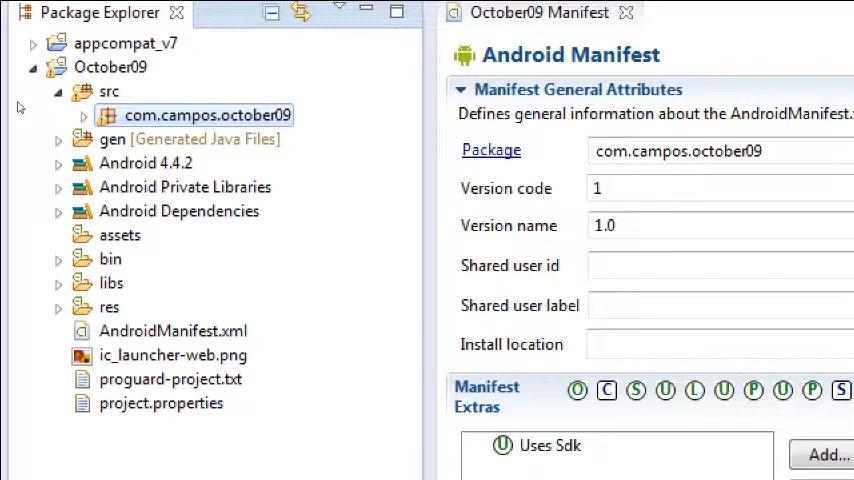 Package Explorer
appcompat_v7
October09
src
com.campos.october09
gen [Generated Java Files]
Android 4.4.2
Android Private Libraries
Android Dependencies
assets
bin
libs
res
AndroidManifest.xml
ic_launcher-web.png
proguard-project.txt
project.properties
October09 Manifest
Android Manifest
Manifest General Attributes
Defines general information about the AndroidManifest.
Package com.campos.october09
Version code 1
Version name 1.0
Shared user id
Shared user label
Install location
Manifest
Extras
O C S U L U P U P S
U Uses Sdk
Add...